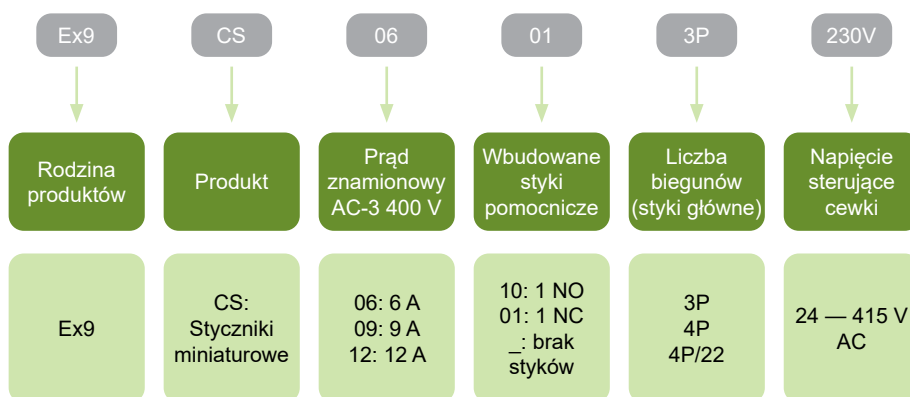 Ex9
CS
06
01
3P
230V
Rodzina
produktów
Produkt
Prąd
znamionowy
AC-3 400 V
Wbudowane
styki
pomocnicze
Liczba
biegunów
(styki główne)
Napięcie
sterujące
cewki
Ex9
CS:
Styczniki
miniaturowe
06: 6 A
09: 9 A
12: 12 A
10: 1 NO
01: 1 NC
_: brak
styków
3P
4P
4P/22
24 — 415 V
AC